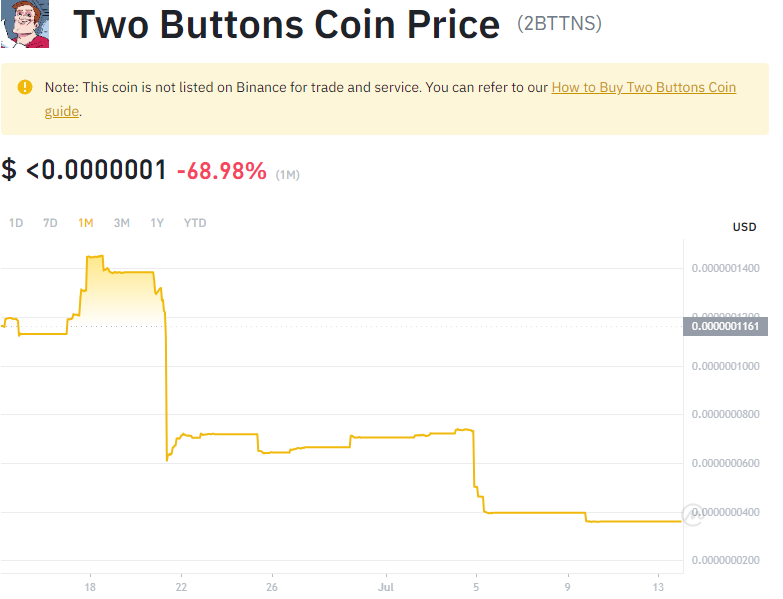 Two Buttons Coin Price (2BTTNS)
Note: This coin is not listed on Binance for trade and service. You can refer to our How to Buy Two Buttons Coin
guide.
$ <0.0000001 -68.98% (1M)
1D 7D 1M 3M 1Y YTD
USD
0.0000001400
0.0000001200
0.0000001161
0.0000001000
0.0000000800
0.0000000600
0.0000000400
0.0000000200
18 22 26 Jul 5 9 13